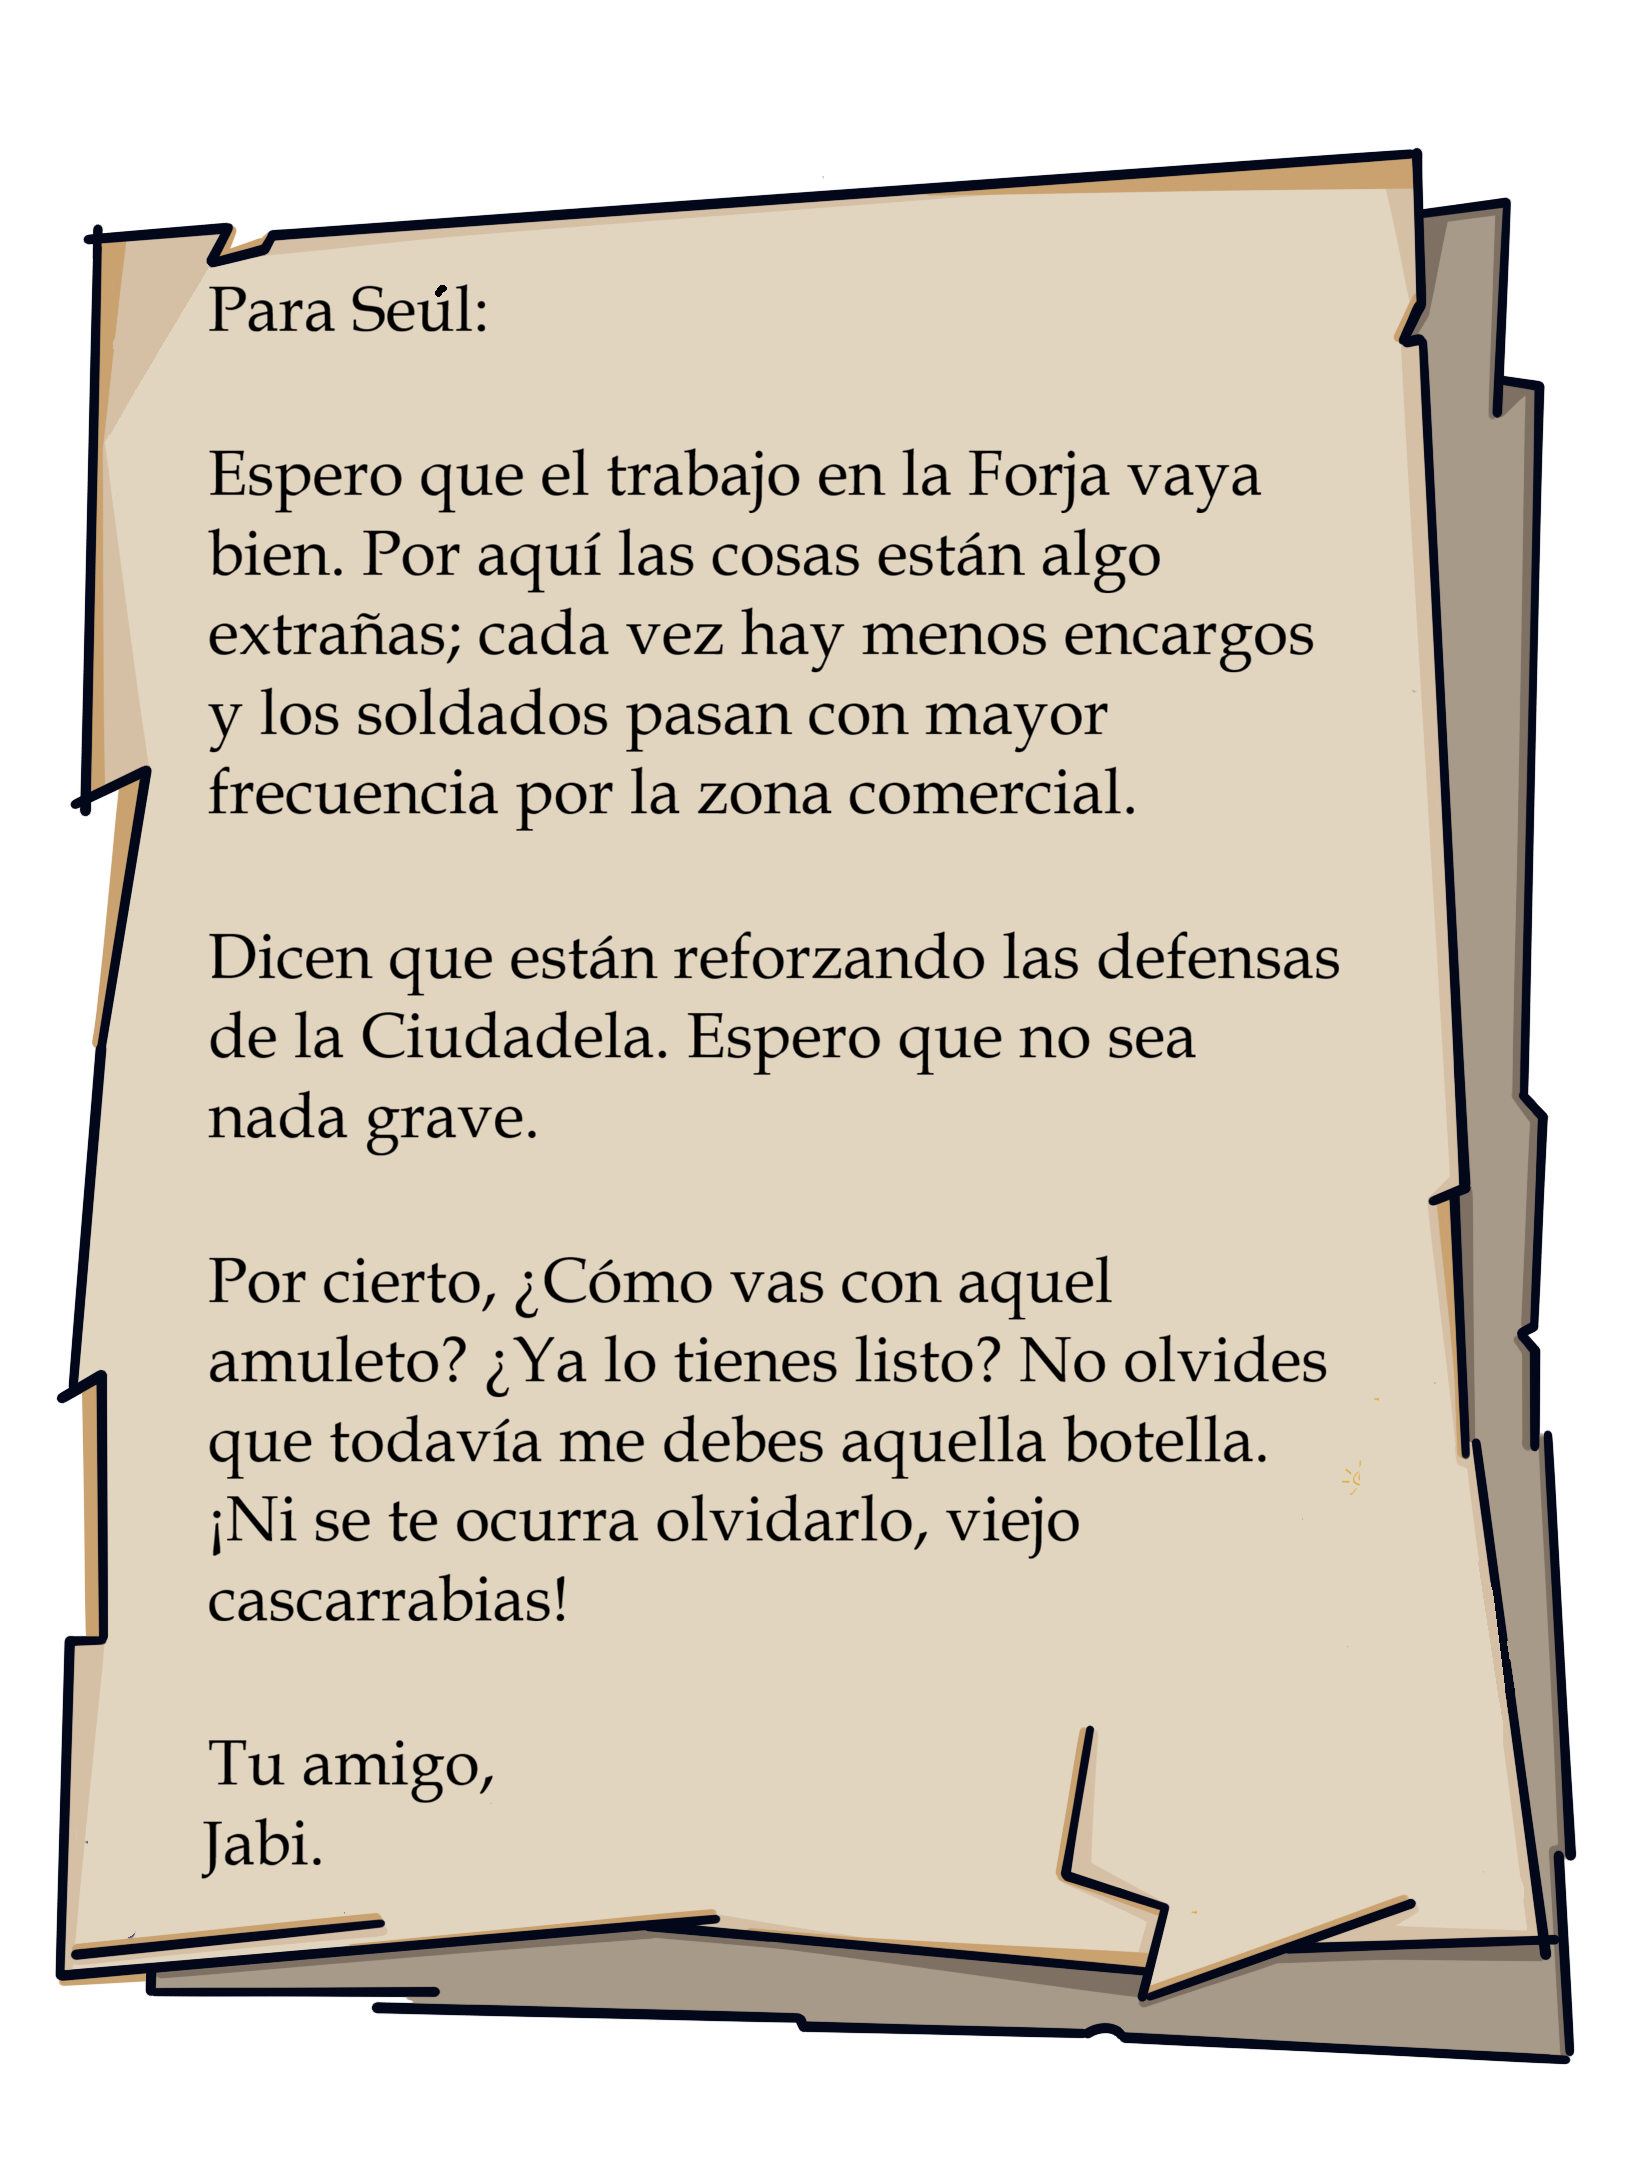 Para Seúl:
Espero que el trabajo en la Forja vaya
bien. Por aquí las cosas están algo
extrañas; cada vez hay menos encargos
y los soldados pasan con mayor
frecuencia por la zona comercial.
Dicen que están reforzando las defensas
de la Ciudadela. Espero que no sea
nada grave.
Por cierto, ¿Cómo vas con aquel
amuleto? ¿Ya lo tienes listo? No olvides
que todavía me debes aquella botella.
¡Ni se te ocurra olvidarlo, viejo
cascarrabias!
Tu amigo,
Jabi.